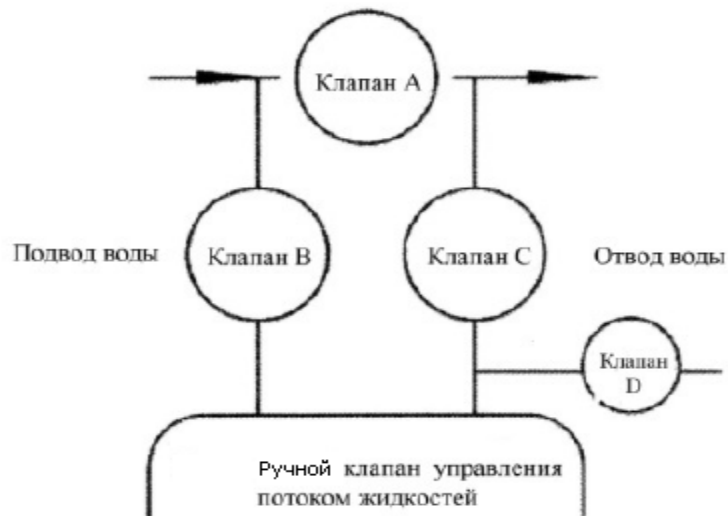 Клапан А
Подвод воды
Клапан В
Клапан С
Отвод воды
Клапан
D
Ручной клапан управления
потоком жидкостей